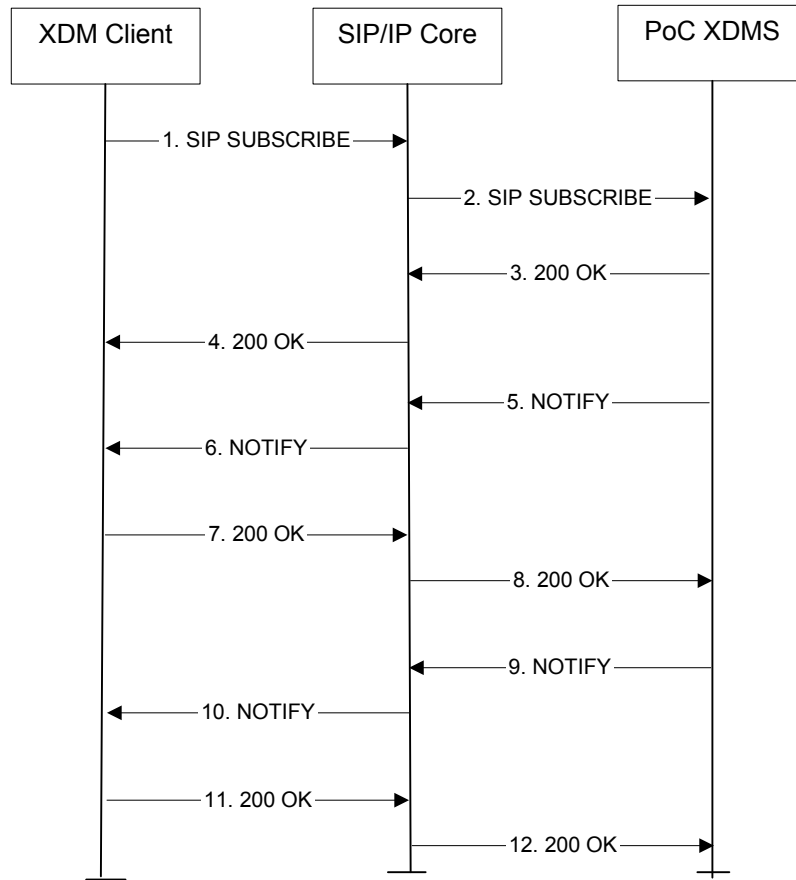 XDM Client
SIP/IP Core
PoC XDMS
1. SIP SUBSCRIBE
2. SIP SUBSCRIBE
3. 200 OK
4. 200 OK
5. NOTIFY
6. NOTIFY
7. 200 OK
8. 200 OK
9. NOTIFY
10. NOTIFY
11. 200 OK
12. 200 OK